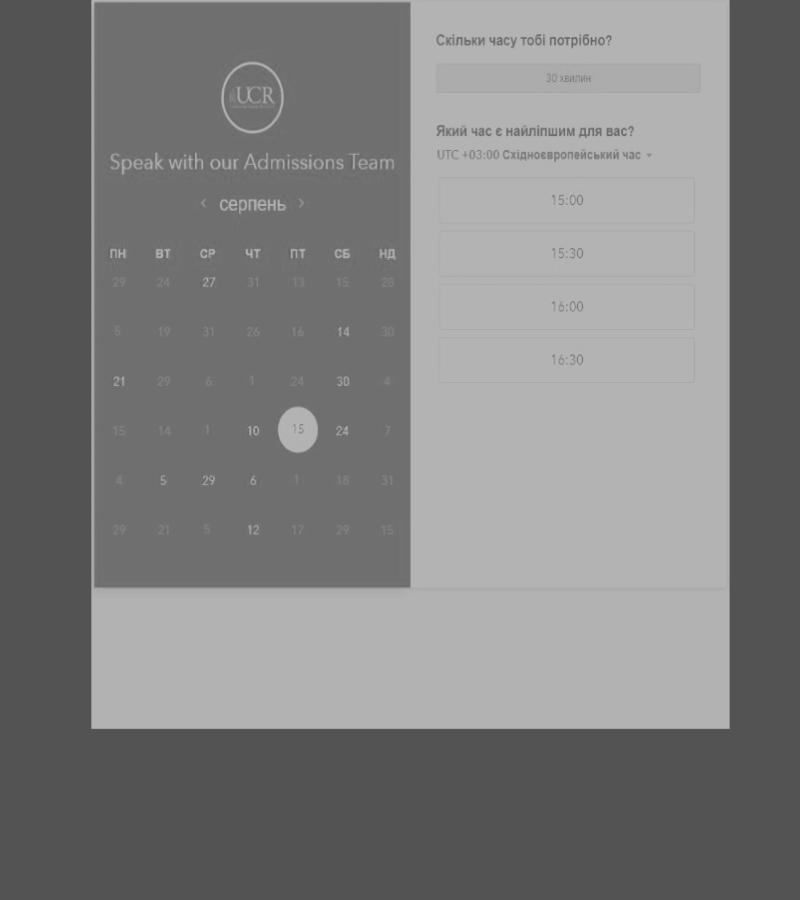 UCR
Speak with our Admissions Team
‹ серпень ›
ПН ВТ СР ЧТ ПТ СБ НД
29 24 27 31 13 15 28
5 19 31 26 16 14 30
21 29 6 1 24 30 4
15 14 1 10 15 24 7
4 5 29 6 1 18 31
29 21 5 12 17 29 15
Скільки часу тобі потрібно?
30 хвилин
Який час є найліпшим для вас?
UTC +03:00 Східноєвропейський час
15:00
15:30
16:00
16:30